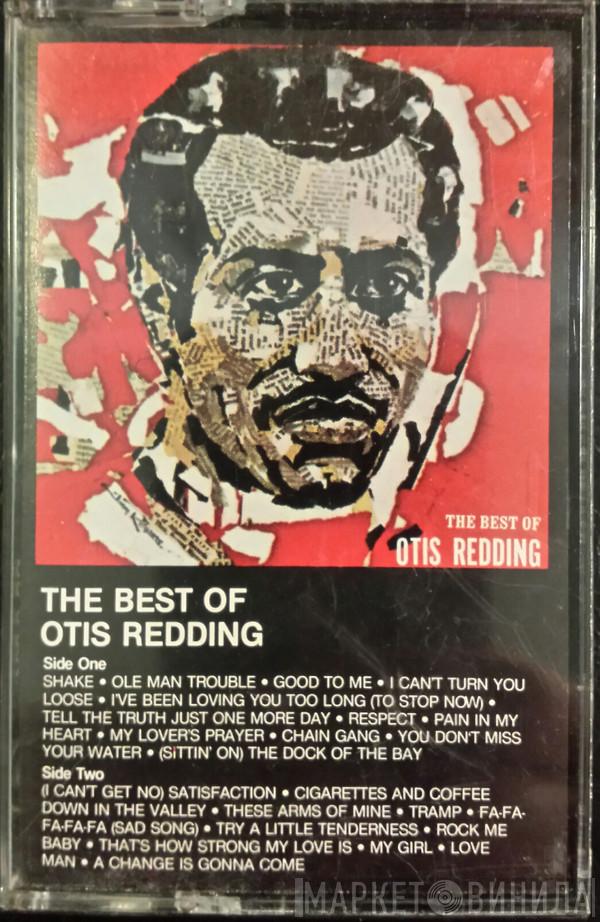 THE BEST OF
OTIS REDDING
THE BEST OF
OTIS REDDING
Side One
SHAKE • OLE MAN TROUBLE • GOOD TO ME • I CAN'T TURN YOU
LOOSE • I'VE BEEN LOVING YOU TOO LONG (TO STOP NOW) •
TELL THE TRUTH JUST ONE MORE DAY • RESPECT • PAIN IN MY
HEART • MY LOVER'S PRAYER • CHAIN GANG • YOU DON'T MISS
YOUR WATER • (SITTIN' ON) THE DOCK OF THE BAY
Side Two
(I CAN'T GET NO) SATISFACTION • CIGARETTES AND COFFEE
DOWN IN THE VALLEY • THESE ARMS OF MINE • TRAMP • FA-FA-
FA-FA-FA (SAD SONG) • TRY A LITTLE TENDERNESS • ROCK ME
BABY • THAT'S HOW STRONG MY LOVE IS • MY GIRL • LOVE
MAN • A CHANGE IS GONNA COME
МАРКЕТ ВИНИЛА